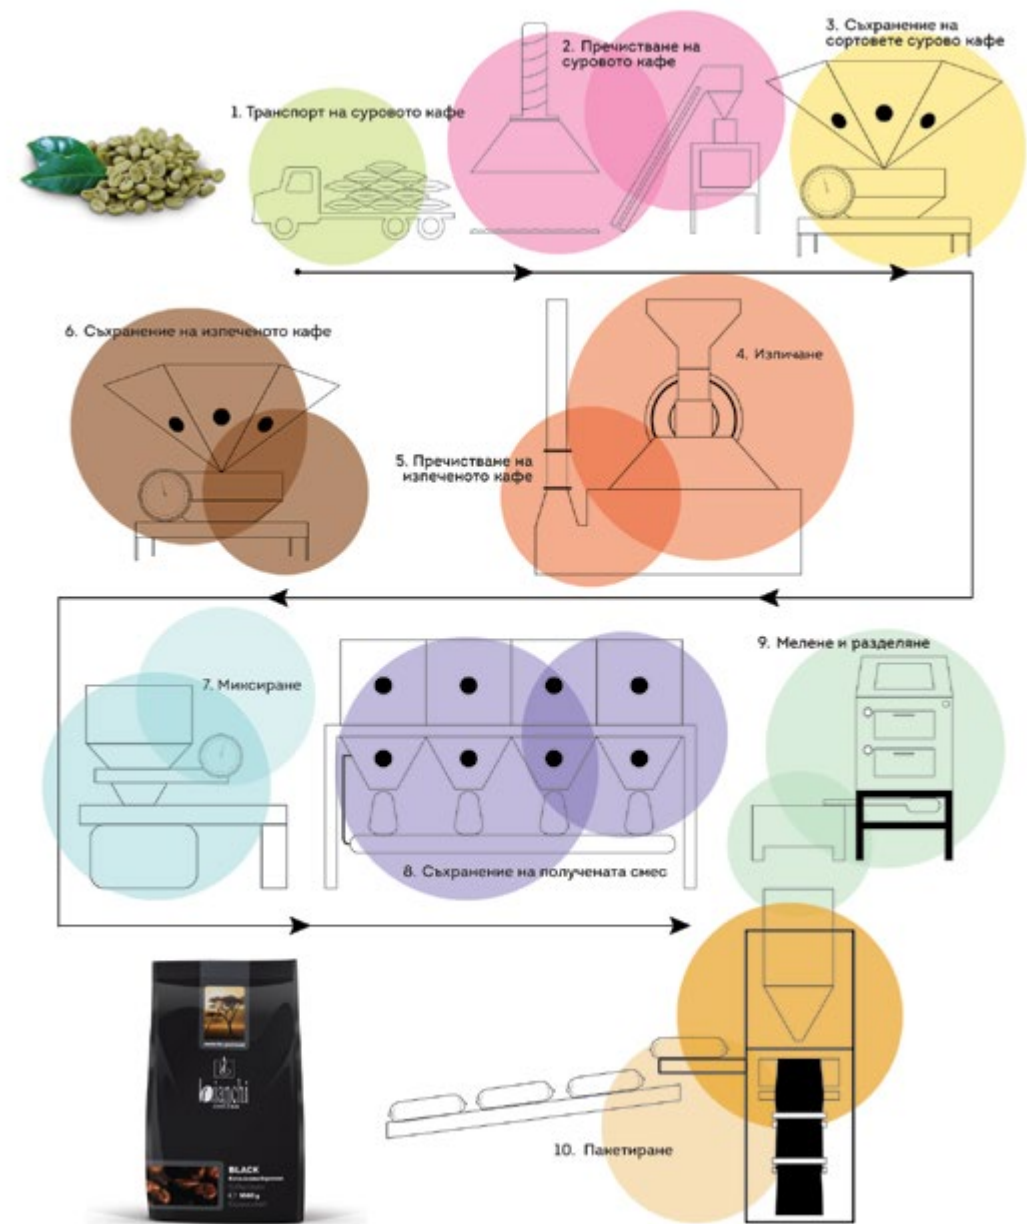 1. Транспорт на суровото кафе
2. Пречистване на
суровото кафе
3. Съхранение на
сортовете сурово кафе
4. Изпичане
5. Пречистване на
изпеченото кафе
6. Съхранение на изпеченото кафе
7. Миксиране
8. Съхранение на получената смес
9. Мелене и разделяне
10. Пакетиране
bianchi
BLACK